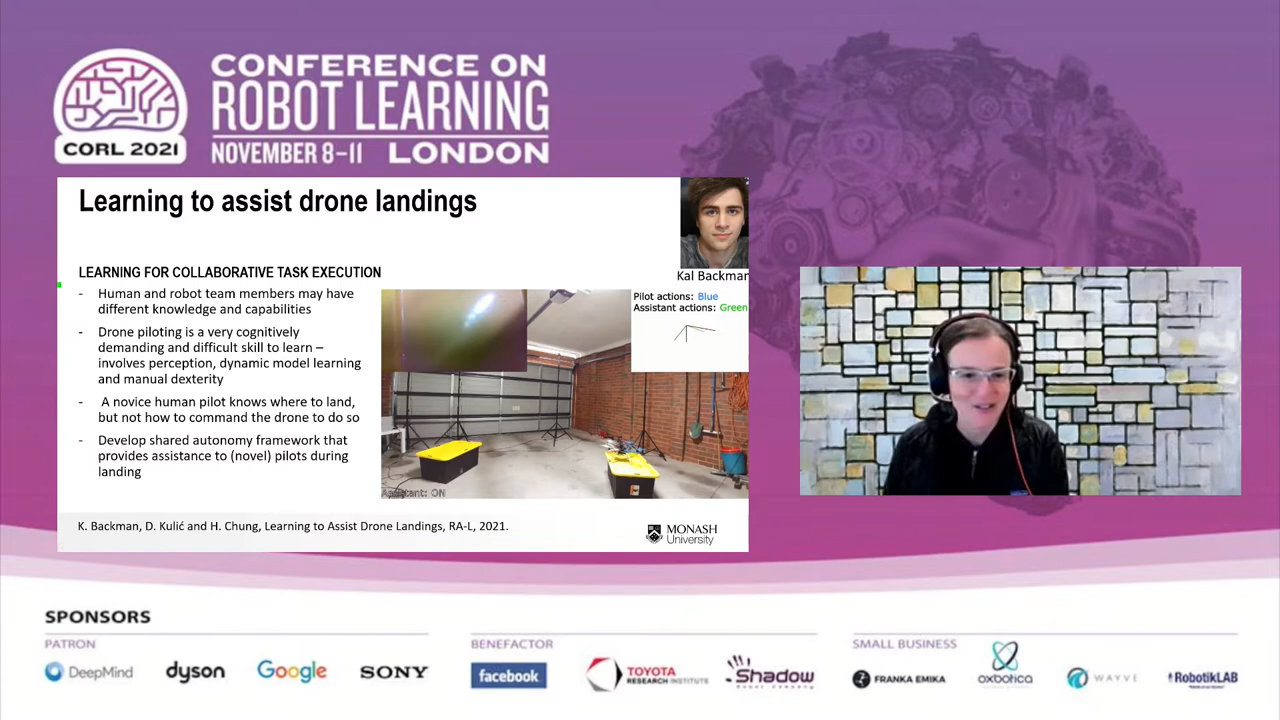 CORL 2021
CONFERENCE ON
ROBOT LEARNING
NOVEMBER 8–11 LONDON
Learning to assist drone landings
Kal Backman
LEARNING FOR COLLABORATIVE TASK EXECUTION
- Human and robot team members may have
different knowledge and capabilities
- Drone piloting is a very cognitively
demanding and difficult skill to learn –
involves perception, dynamic model learning
and manual dexterity
- A novice human pilot knows where to land,
but not how to command the drone to do so
- Develop shared autonomy framework that
provides assistance to (novel) pilots during
landing
Pilot actions: Blue
Assistant actions: Green
Assistant: ON
K. Backman, D. Kulić and H. Chung, Learning to Assist Drone Landings, RA-L, 2021.
MONASH
University
SPONSORS
PATRON
DeepMind
dyson
Google
SONY
BENEFACTOR
facebook
TOYOTA
RESEARCH INSTITUTE
Shadow
Robot Company
SMALL BUSINESS
FRANKA EMIKA
oxbotica
WAYVE
RobotikLAB